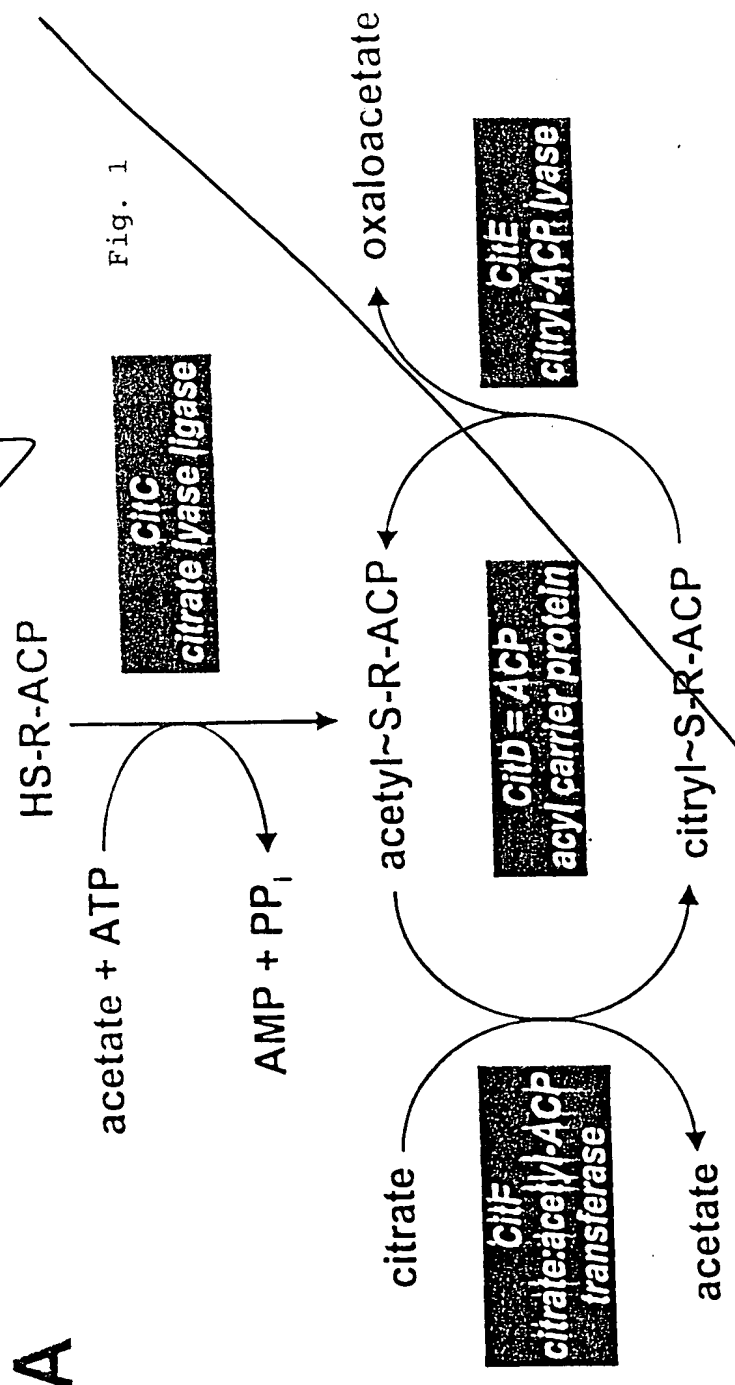 A
Fig. 1
HS-R-ACP
acetate + ATP
CitC
citrate lyase ligase
AMP + PPi
acetyl~S-R-ACP
oxaloacetate
citrate
CitF
citrate:acetyl-ACP
transferase
CitD = ACP
acyl carrier protein
CitE
citryl-ACP lyase
acetate
citryl~S-R-ACP